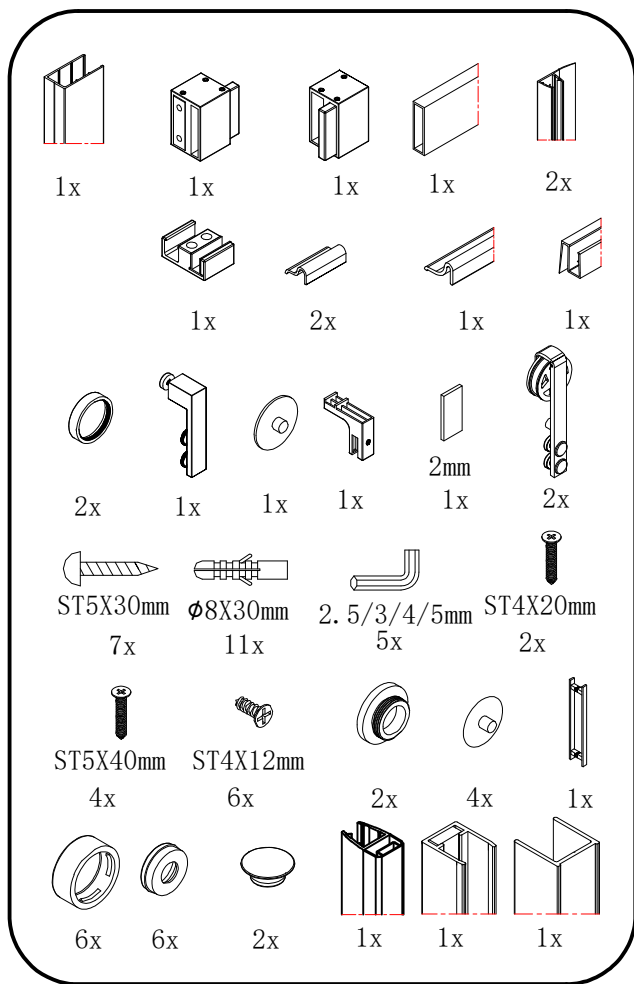 1x 1x 1x 1x 2x
1x 2x 1x 1x
2mm
2x 1x 1x 1x 1x 2x
ST5X30mm ϕ8X30mm 2.5/3/4/5mm ST4X20mm
7x 11x 5x 2x
ST5X40mm ST4X12mm
4x 6x 2x 4x 1x
6x 6x 2x 1x 1x 1x